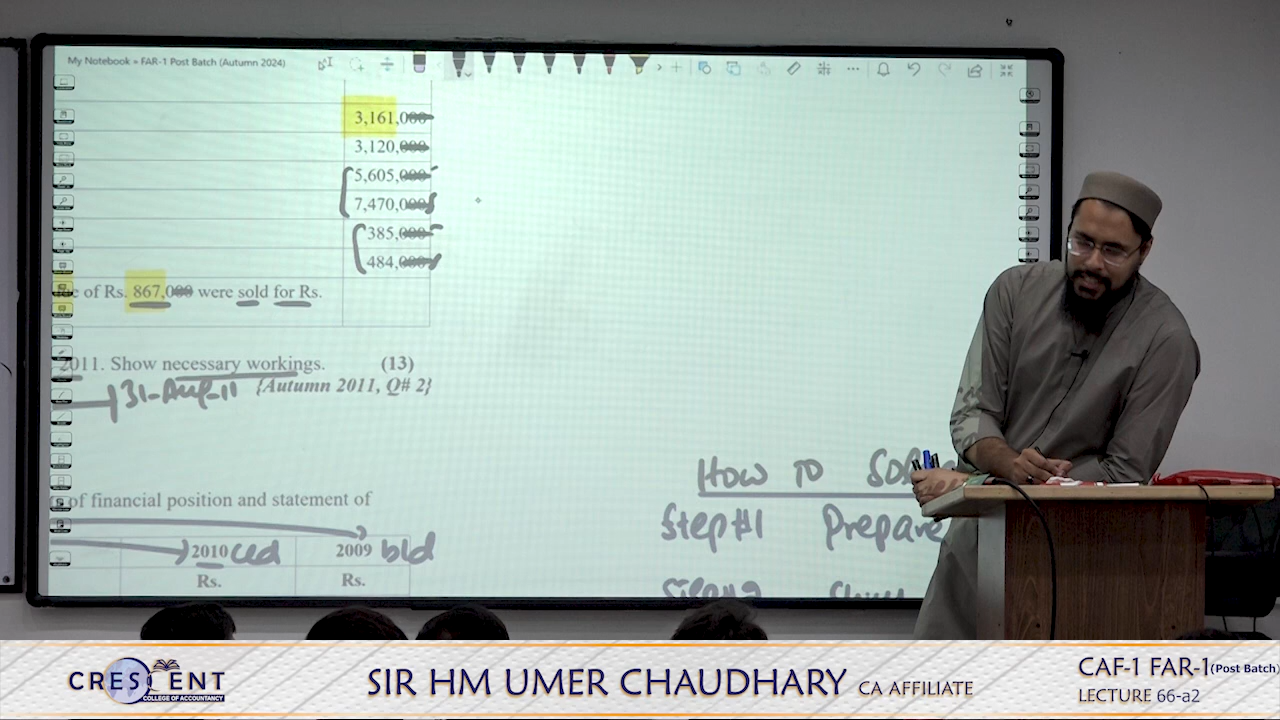 My Notebook » FAR-1 Post Batch (Autumn 2024)
3,161,000
3,120,000
5,605,000
7,470,000
385,000
484,000
of Rs. 867,000 were sold for Rs.
2011. Show necessary workings. (13)
31-Aug-11 {Autumn 2011, Q# 2}
How To
of financial position and statement of
Step#1 Prepare
2010 2009 bld
Rs. Rs.
CRESCENT
COLLEGE OF ACCOUNTANCY
SIR HM UMER CHAUDHARY CA AFFILIATE
CAF-1 FAR-1 (Post Batch)
LECTURE 66-a2